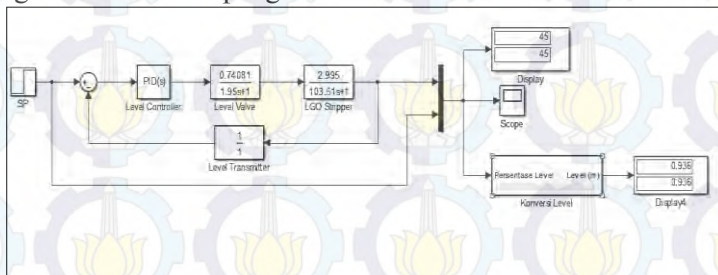 SP
PID(s)
Level Controller
0.74081
1.95s+1
Level Valve
2.995
103.51s+1
LGO Stripper
1
1
Level Transmitter
45
45
Display
Scope
Persentase Level
Level (m)
Konversi Level
0.936
0.936
Display4